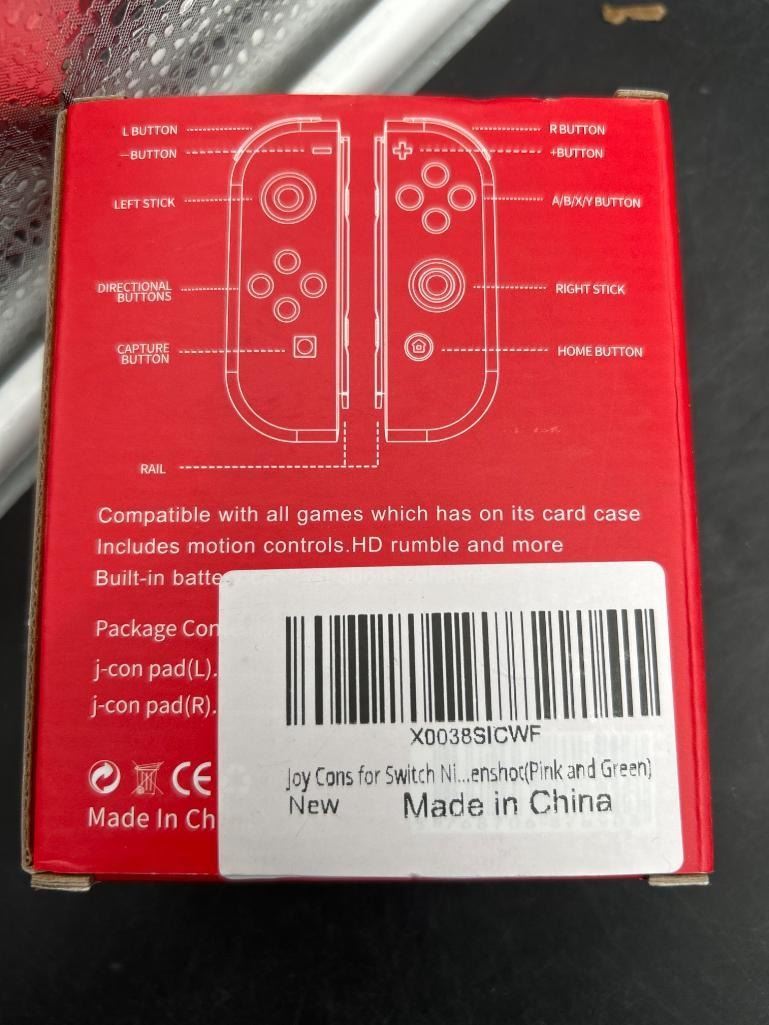 L BUTTON
R BUTTON
—BUTTON
+BUTTON
LEFT STICK
A/B/X/Y BUTTON
DIRECTIONAL
BUTTONS
RIGHT STICK
CAPTURE
BUTTON
HOME BUTTON
RAIL
Compatible with all games which has on its card case
Includes motion controls.HD rumble and more
Built-in
Package
j-con pad(L).
j-con pad(R).
CE
Made In
X0038SICWF
Joy Cons for Switch Ni...enshot(Pink and Green)
New
Made in China